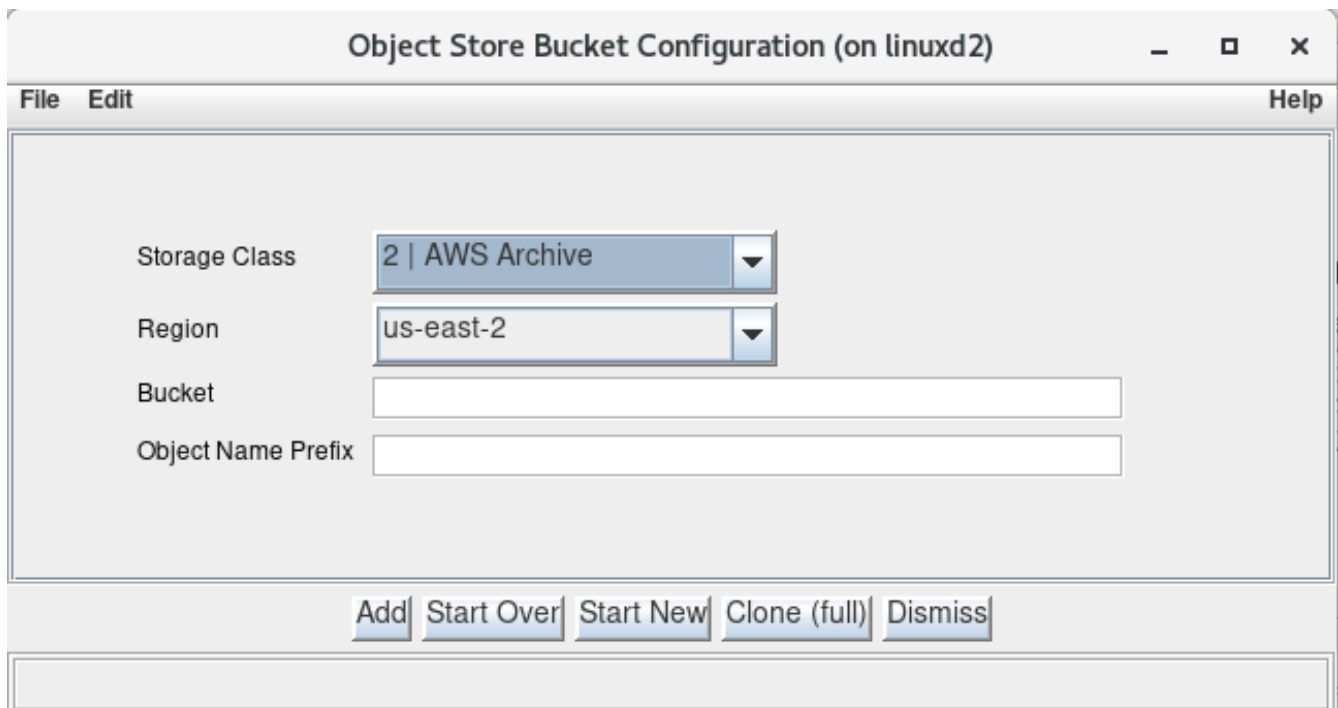 Object Store Bucket Configuration (on linuxd2)
File Edit Help
Storage Class 2 | AWS Archive
Region us-east-2
Bucket
Object Name Prefix
Add Start Over Start New Clone (full) Dismiss